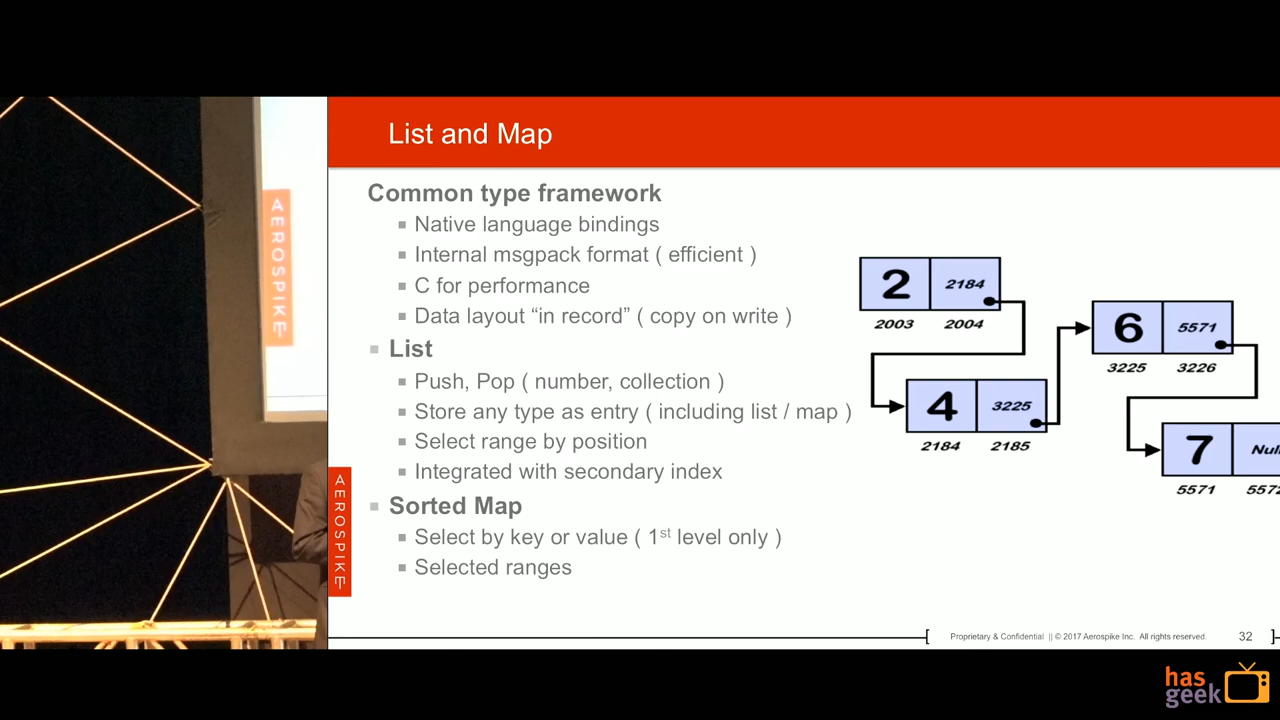 AEROSPIKE
List and Map
Common type framework
Native language bindings
Internal msgpack format ( efficient )
C for performance
Data layout “in record” ( copy on write )
List
Push, Pop ( number, collection )
Store any type as entry ( including list / map )
Select range by position
Integrated with secondary index
Sorted Map
Select by key or value ( 1st level only )
Selected ranges
2 2184
2003 2004
6 5571
3225 3226
4 3225
2184 2185
7 Nul
5571 5572
AEROSPIKE
[ Proprietary & Confidential || © 2017 Aerospike Inc. All rights reserved. 32 ]
has
geek